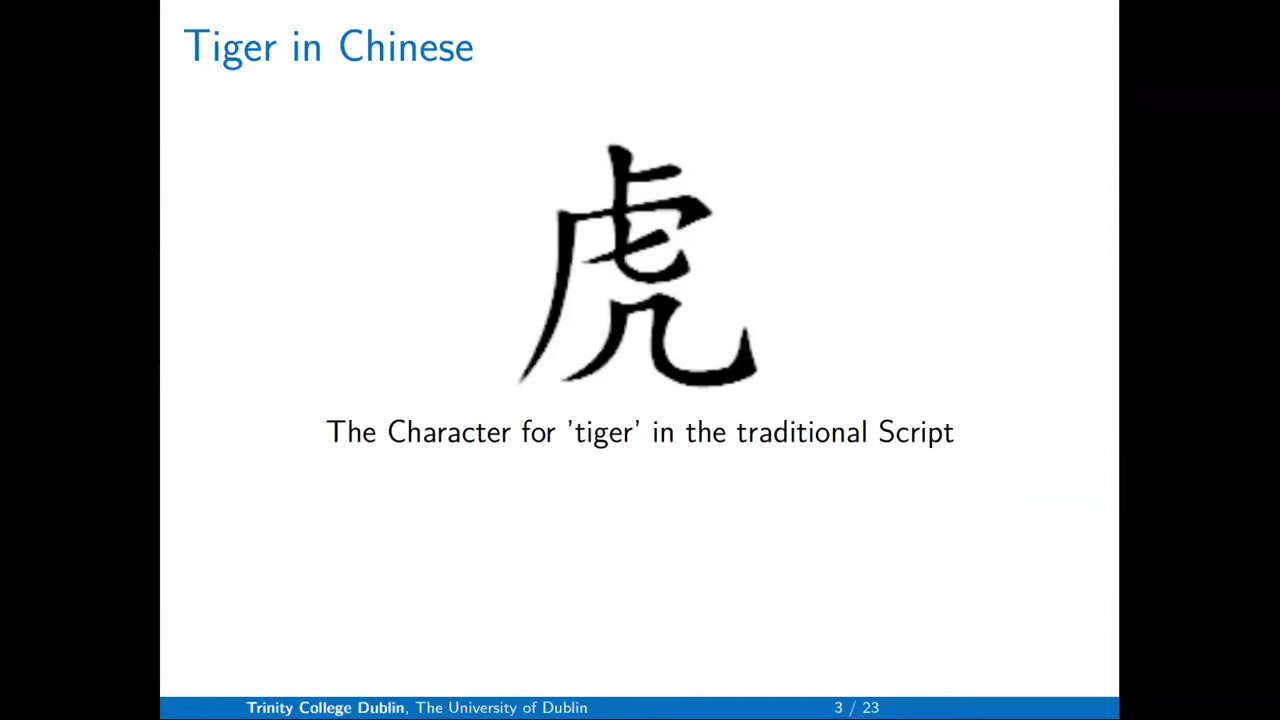 Tiger in Chinese
虎
The Character for 'tiger' in the traditional Script
Trinity College Dublin, The University of Dublin
3 / 23